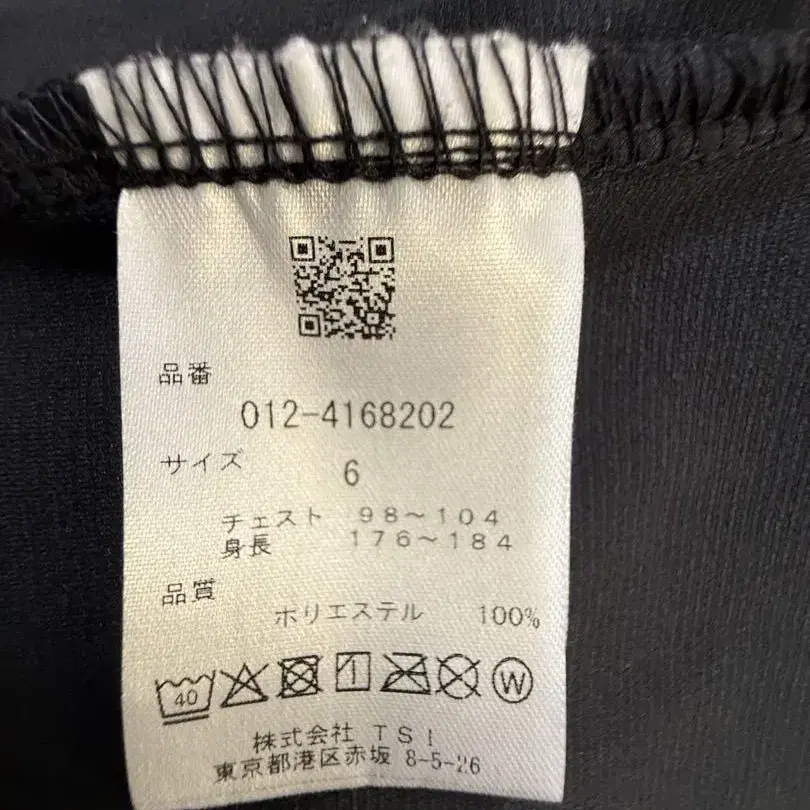 品番
012-4168202
サイズ 6
チェスト 98～104
身長 176～184
品質
ポリエステル 100%
40 W
株式会社 TSI
東京都港区赤坂 8-5-26